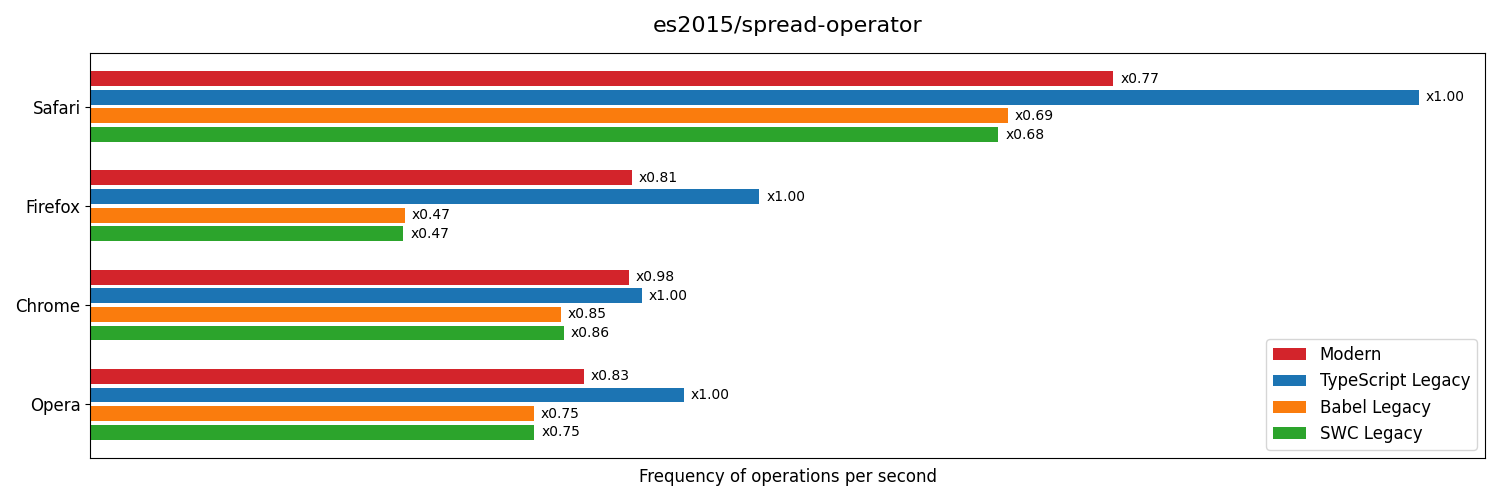 es2015/spread-operator
Safari
x0.77
x1.00
x0.69
x0.68
Firefox
x0.81
x1.00
x0.47
x0.47
Chrome
x0.98
x1.00
x0.85
x0.86
Opera
x0.83
x1.00
x0.75
x0.75
Modern
TypeScript Legacy
Babel Legacy
SWC Legacy
Frequency of operations per second